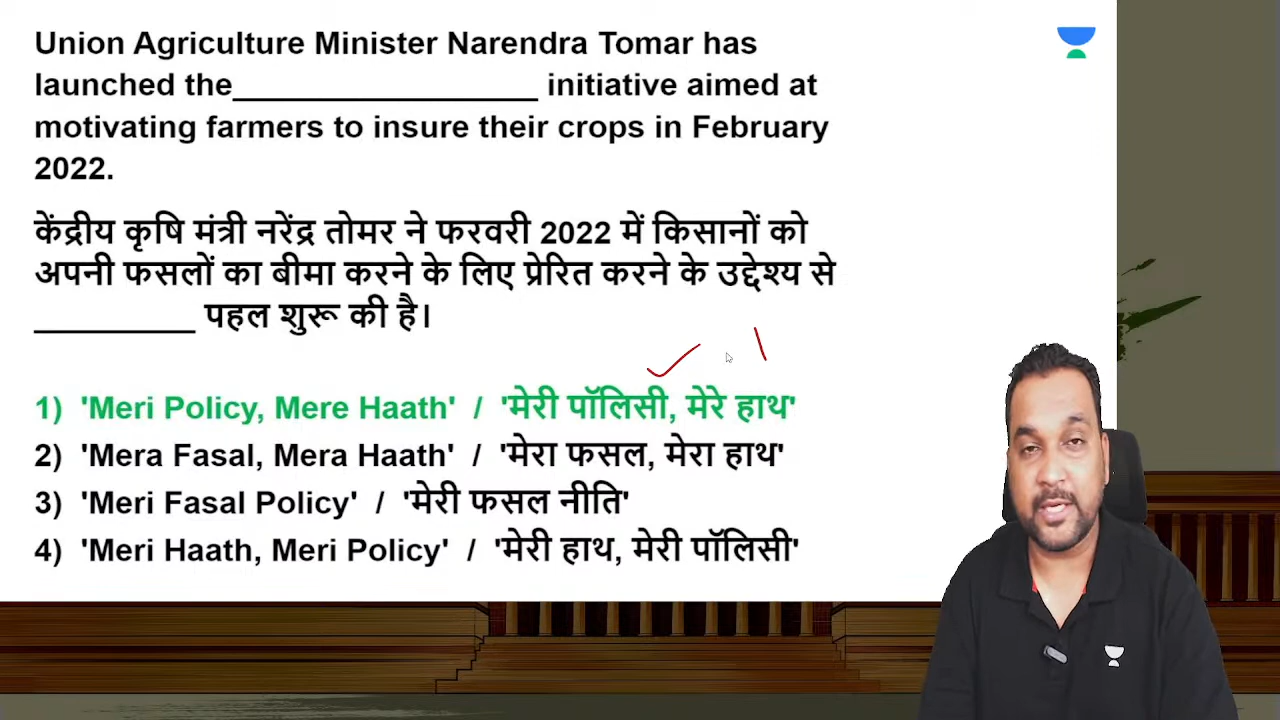 Union Agriculture Minister Narendra Tomar has
launched the__________________ initiative aimed at
motivating farmers to insure their crops in February
2022.
केंद्रीय कृषि मंत्री नरेंद्र तोमर ने फरवरी 2022 में किसानों को
अपनी फसलों का बीमा करने के लिए प्रेरित करने के उद्देश्य से
__________ पहल शुरू की है।
1) 'Meri Policy, Mere Haath' / 'मेरी पॉलिसी, मेरे हाथ'
2) 'Mera Fasal, Mera Haath' / 'मेरा फसल, मेरा हाथ'
3) 'Meri Fasal Policy' / 'मेरी फसल नीति'
4) 'Meri Haath, Meri Policy' / 'मेरी हाथ, मेरी पॉलिसी'